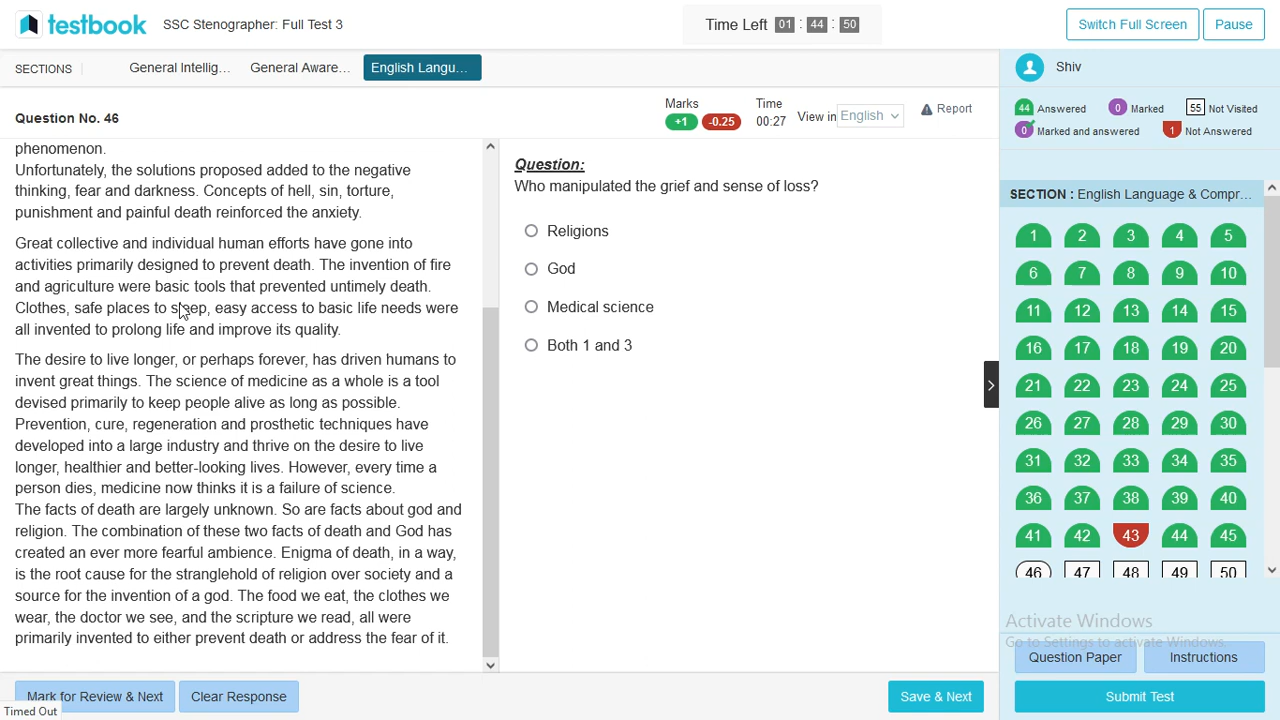 testbook
SSC Stenographer: Full Test 3
Time Left 01 : 44 : 50
Switch Full Screen
Pause
SECTIONS
General Intellig...
General Aware...
English Langu...
Shiv
Question No. 46
Marks
+1
-0.25
Time
00:27
View in
English
Report
44 Answered
0 Marked
55 Not Visited
0 Marked and answered
1 Not Answered
phenomenon.
Unfortunately, the solutions proposed added to the negative
thinking, fear and darkness. Concepts of hell, sin, torture,
punishment and painful death reinforced the anxiety.
Great collective and individual human efforts have gone into
activities primarily designed to prevent death. The invention of fire
and agriculture were basic tools that prevented untimely death.
Clothes, safe places to sleep, easy access to basic life needs were
all invented to prolong life and improve its quality.
The desire to live longer, or perhaps forever, has driven humans to
invent great things. The science of medicine as a whole is a tool
devised primarily to keep people alive as long as possible.
Prevention, cure, regeneration and prosthetic techniques have
developed into a large industry and thrive on the desire to live
longer, healthier and better-looking lives. However, every time a
person dies, medicine now thinks it is a failure of science.
The facts of death are largely unknown. So are facts about god and
religion. The combination of these two facts of death and God has
created an ever more fearful ambience. Enigma of death, in a way,
is the root cause for the stranglehold of religion over society and a
source for the invention of a god. The food we eat, the clothes we
wear, the doctor we see, and the scripture we read, all were
primarily invented to either prevent death or address the fear of it.
Question:
Who manipulated the grief and sense of loss?
Religions
God
Medical science
Both 1 and 3
SECTION : English Language & Compr...
1 2 3 4 5
6 7 8 9 10
11 12 13 14 15
16 17 18 19 20
21 22 23 24 25
26 27 28 29 30
31 32 33 34 35
36 37 38 39 40
41 42 43 44 45
46 47 48 49 50
Activate Windows
Go to Settings to activate Windows.
Question Paper
Instructions
Mark for Review & Next
Clear Response
Save & Next
Submit Test
Timed Out